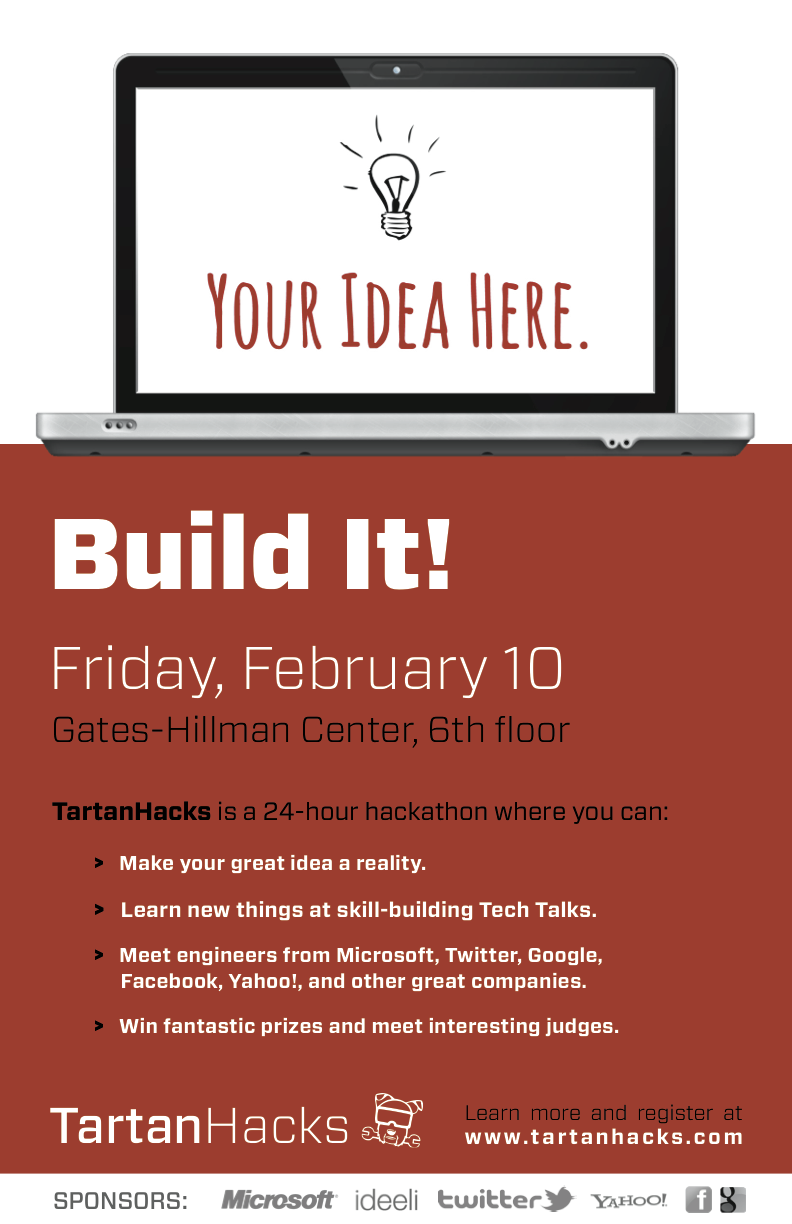 Your Idea Here.
Build It!
Friday, February 10
Gates-Hillman Center, 6th floor
TartanHacks is a 24-hour hackathon where you can:
> Make your great idea a reality.
> Learn new things at skill-building Tech Talks.
> Meet engineers from Microsoft, Twitter, Google,
Facebook, Yahoo!, and other great companies.
> Win fantastic prizes and meet interesting judges.
TartanHacks
Learn more and register at
www.tartanhacks.com
SPONSORS: Microsoft ideeli twitter YAHOO! f g